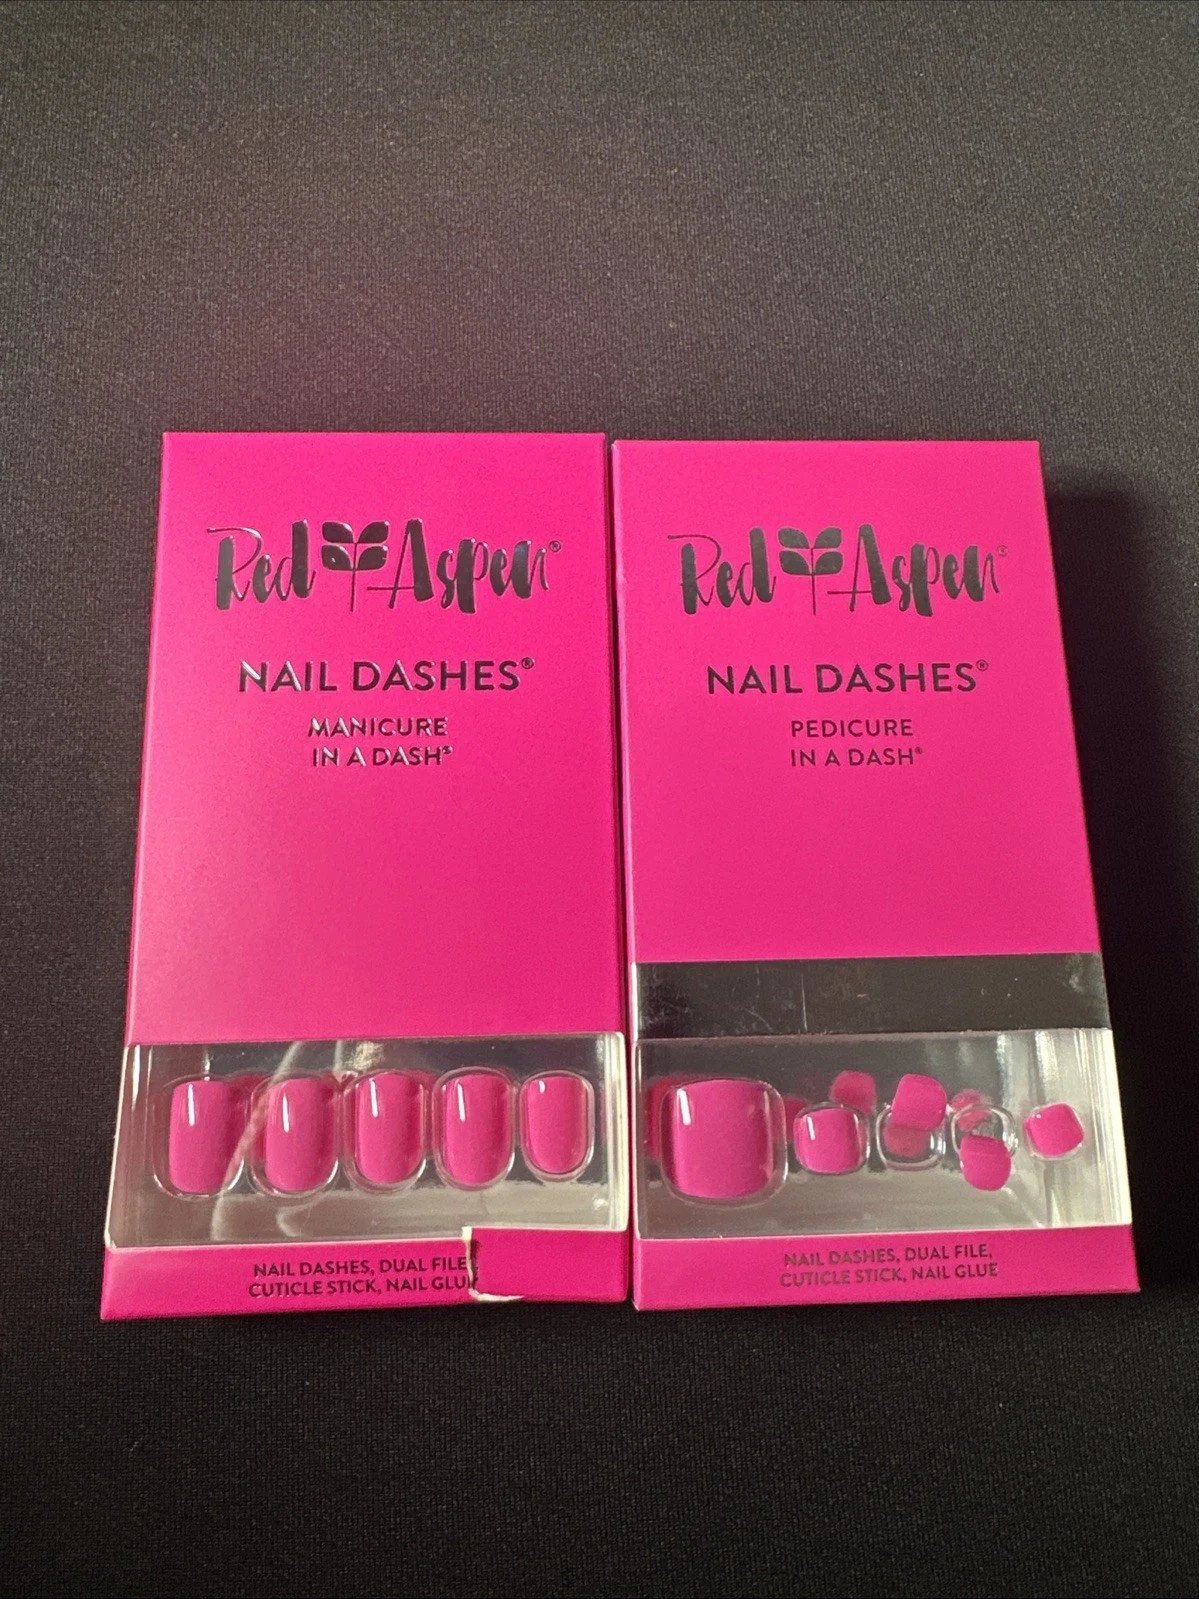 Red Aspen®
NAIL DASHES®
MANICURE
IN A DASH®
NAIL DASHES, DUAL FILE,
CUTICLE STICK, NAIL GLUE
Red Aspen®
NAIL DASHES®
PEDICURE
IN A DASH®
NAIL DASHES, DUAL FILE,
CUTICLE STICK, NAIL GLUE